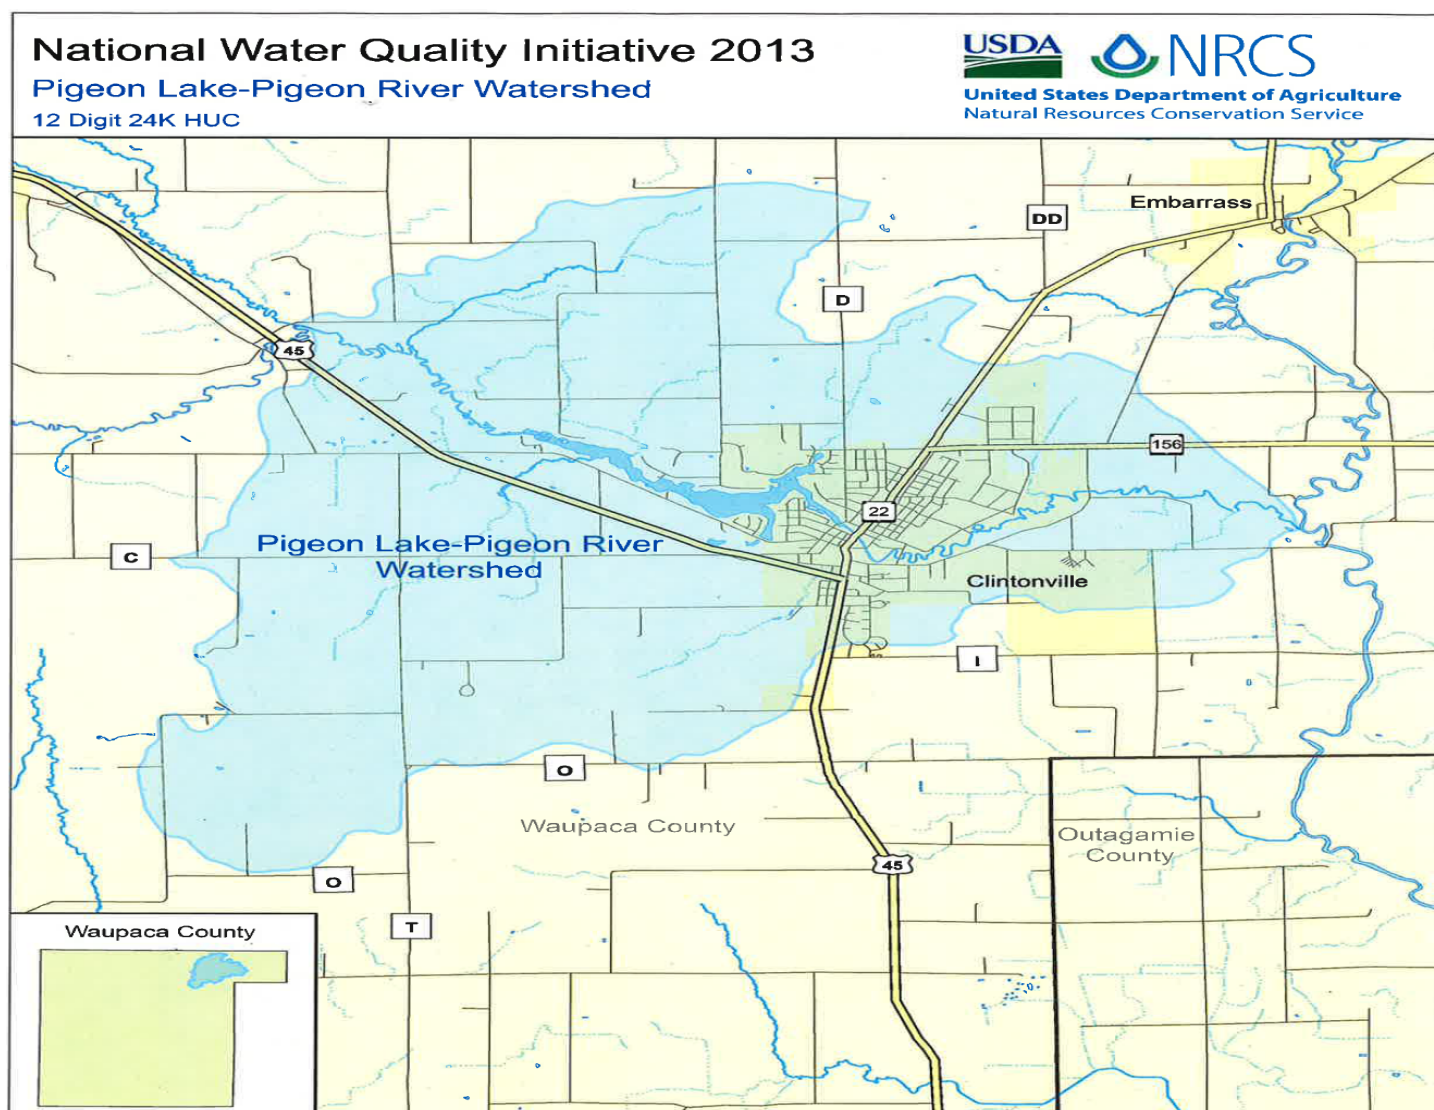 National Water Quality Initiative 2013
Pigeon Lake-Pigeon River Watershed
12 Digit 24K HUC
USDA
NRCS
United States Department of Agriculture
Natural Resources Conservation Service
Embarrass
DD
D
45
156
22
Pigeon Lake-Pigeon River
Watershed
C
Clintonville
I
O
Waupaca County
Outagamie
County
45
O
T
Waupaca County